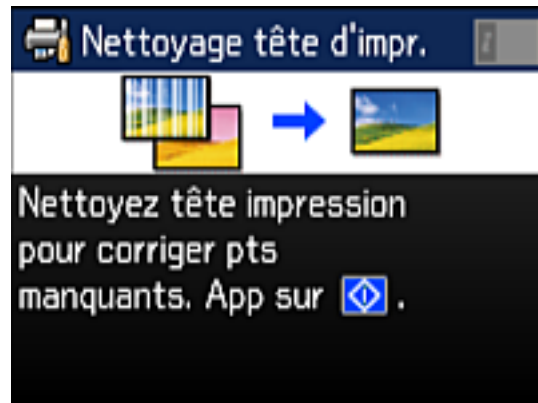 Nettoyage tête d'impr.
Nettoyez tête impression
pour corriger pts
manquants. App sur .